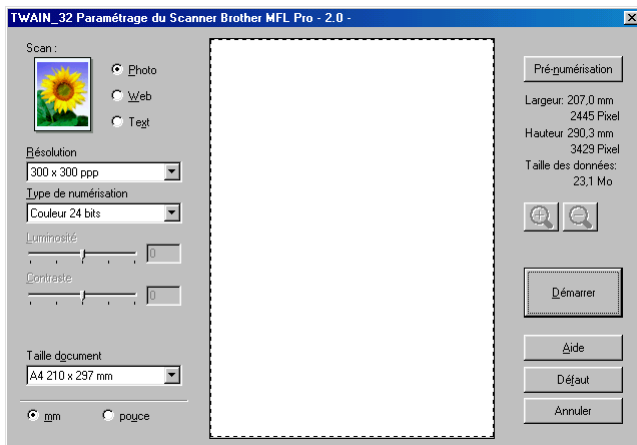 TWAIN_32 Paramétrage du Scanner Brother MFL Pro - 2.0 -
Scan :
Photo
Web
Text
Résolution
300 x 300 ppp
Type de numérisation
Couleur 24 bits
Luminosité
0
Contraste
0
Taille document
A4 210 x 297 mm
mm
pouce
Pré-numérisation
Largeur: 207,0 mm
2445 Pixel
Hauteur 290,3 mm
3429 Pixel
Taille des données:
23,1 Mo
Démarrer
Aide
Défaut
Annuler